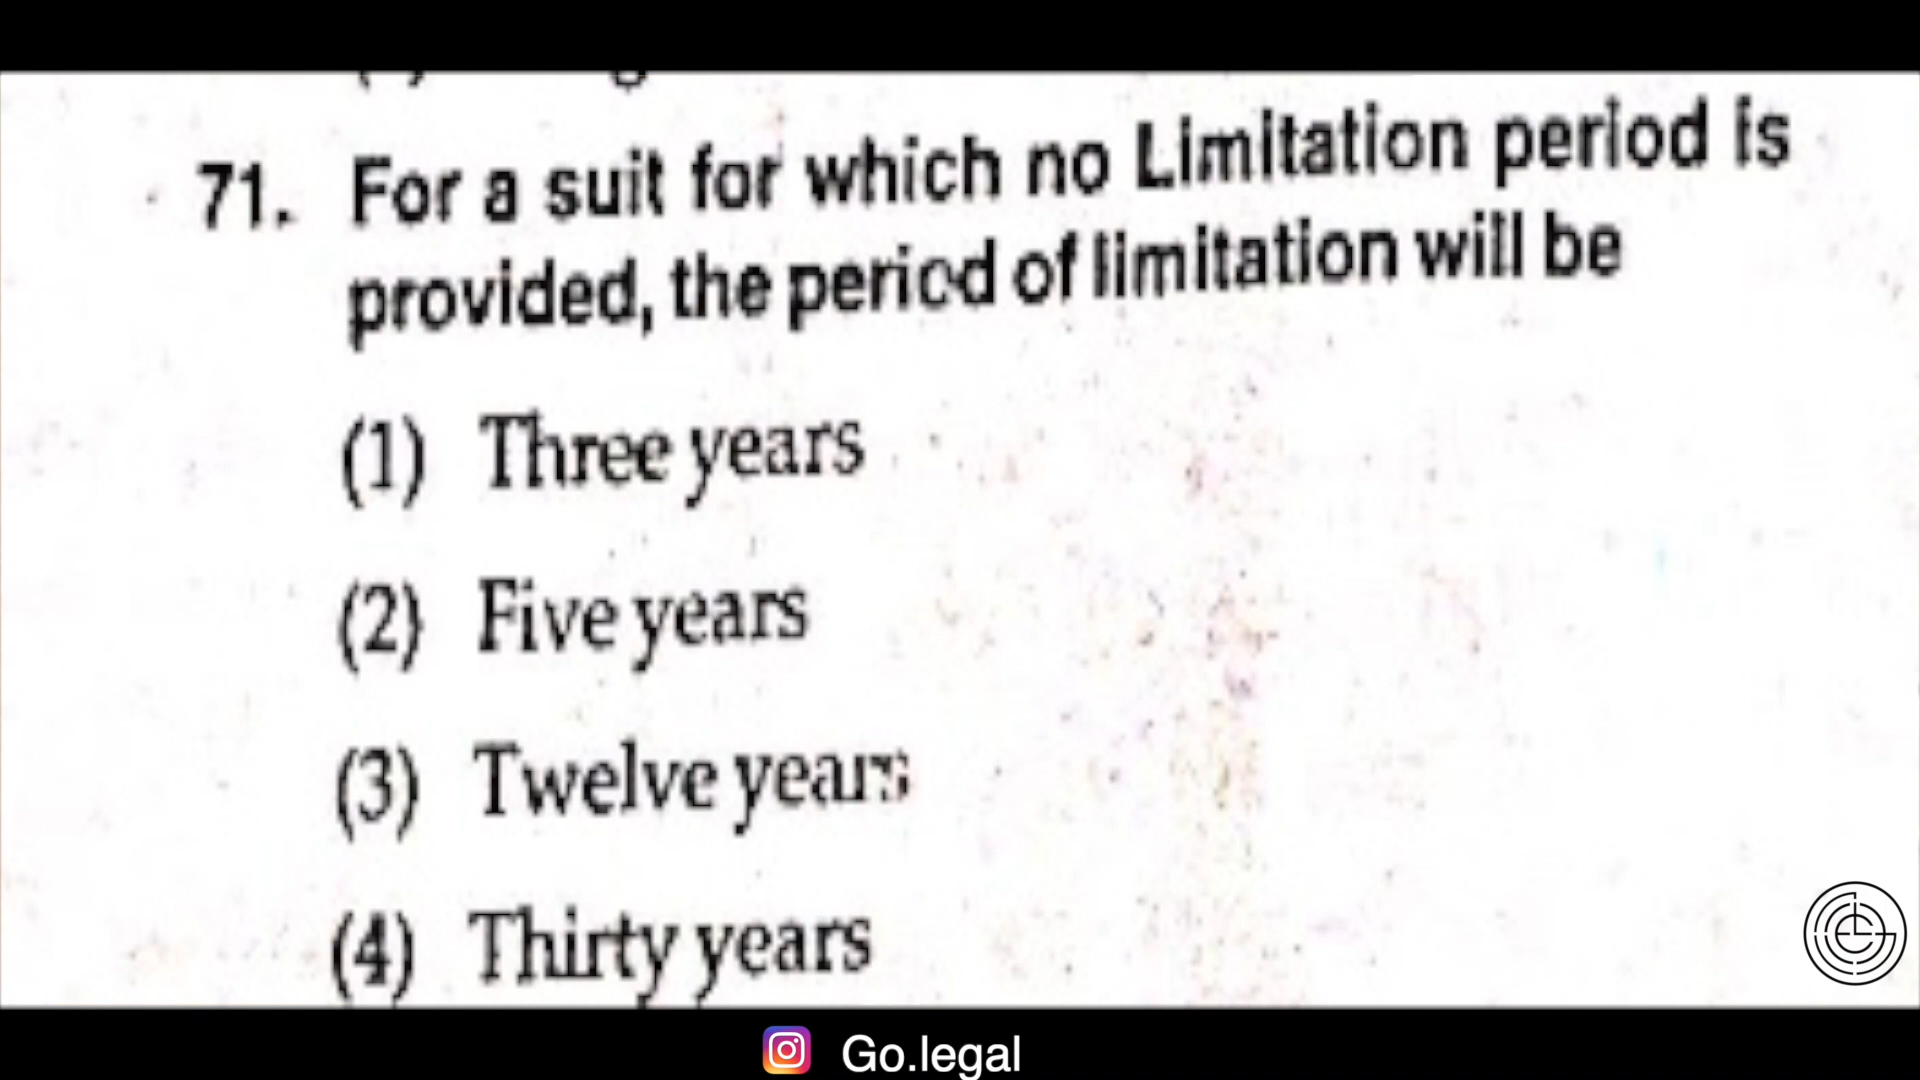 71. For a suit for which no Limitation period is
provided, the period of limitation will be
(1) Three years
(2) Five years
(3) Twelve years
(4) Thirty years
Go.legal